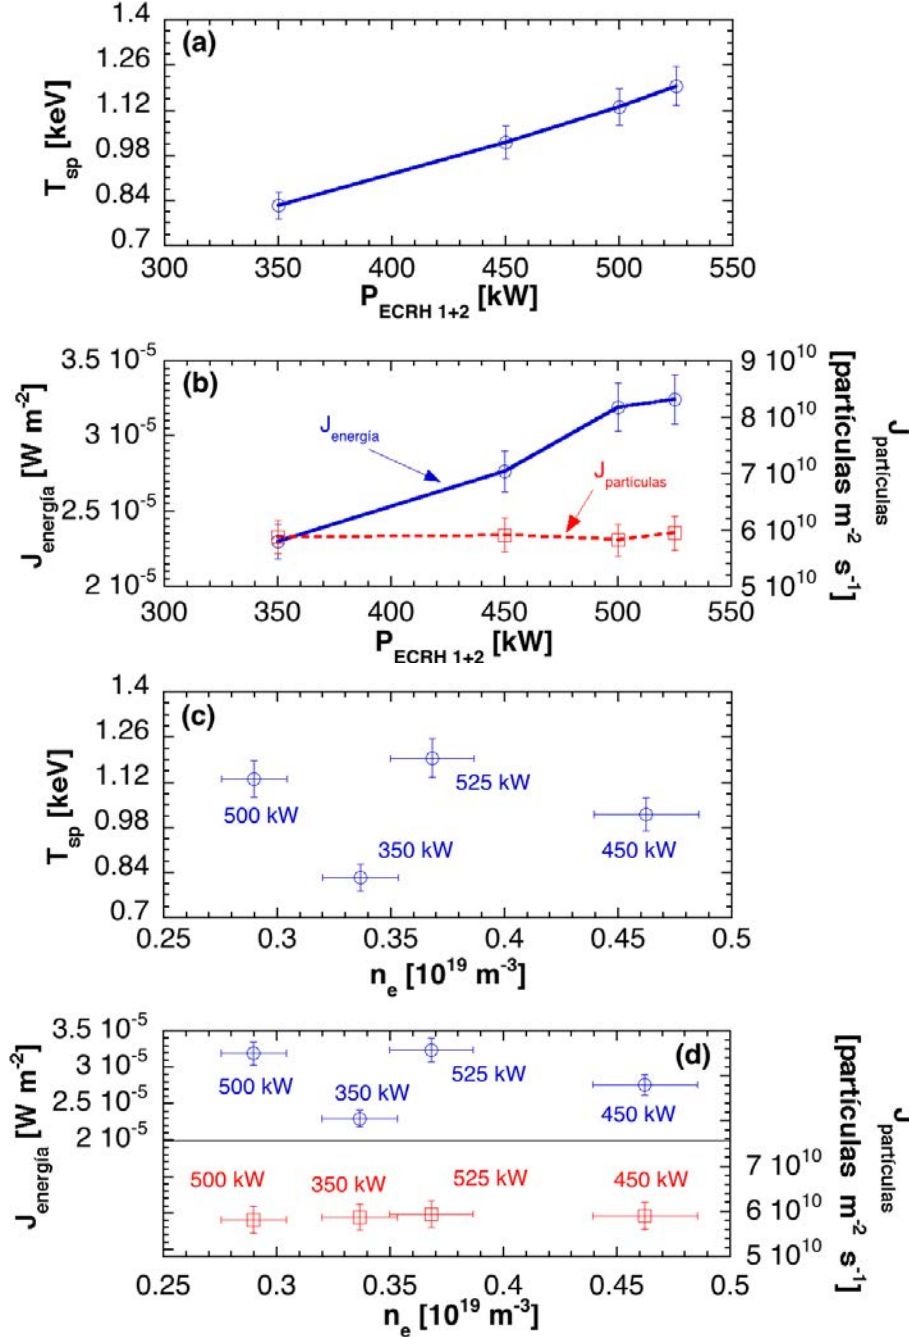 (a)
T_sp [keV]
1.4
1.26
1.12
0.98
0.84
0.7
300 350 400 450 500 550
P_ECRH 1+2 [kW]
(b)
J_energía [W m^-2]
3.5 10^-5
3 10^-5
2.5 10^-5
2 10^-5
J_energía
J_partículas
9 10^10
8 10^10
7 10^10
6 10^10
5 10^10
J_partículas
[partículas m^-2 s^-1]
300 350 400 450 500 550
P_ECRH 1+2 [kW]
(c)
T_sp [keV]
1.4
1.26
1.12
0.98
0.84
0.7
500 kW
525 kW
350 kW
450 kW
0.25 0.3 0.35 0.4 0.45 0.5
n_e [10^19 m^-3]
(d)
J_energía [W m^-2]
3.5 10^-5
3 10^-5
2.5 10^-5
2 10^-5
500 kW
350 kW
525 kW
450 kW
500 kW
350 kW
525 kW
450 kW
7 10^10
6 10^10
5 10^10
J_partículas
[partículas m^-2 s^-1]
0.25 0.3 0.35 0.4 0.45 0.5
n_e [10^19 m^-3]